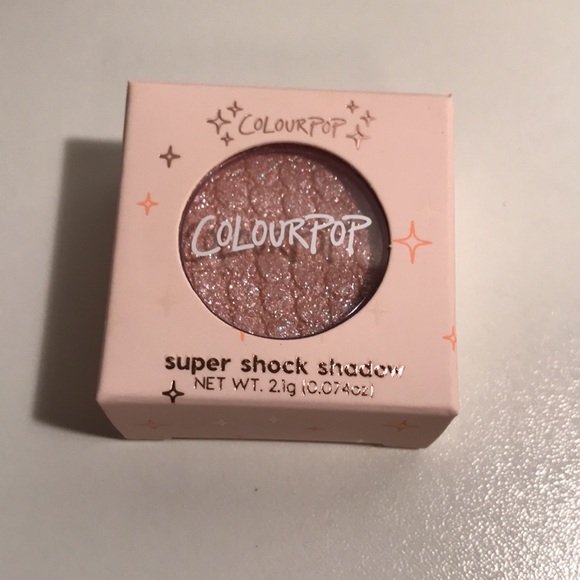 COLOURPOP
COLOURPOP
super shock shadow
NET WT. 2.1g (0.074oz)